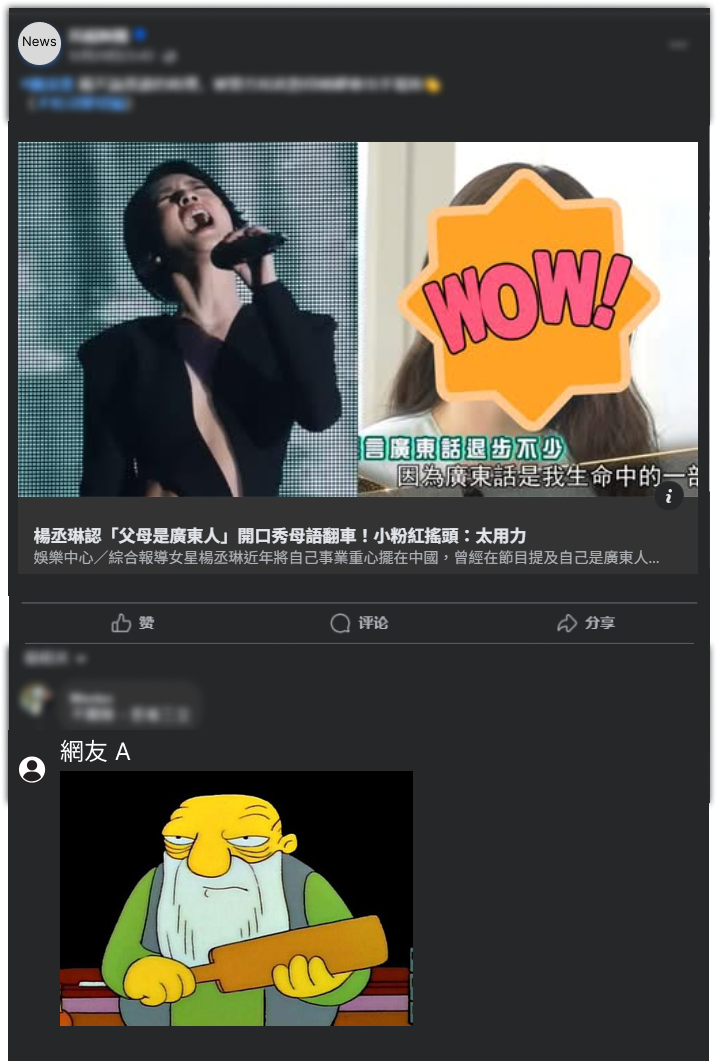 News
WOW!
言廣東話退步不少
因為廣東話是我生命中的一部
楊丞琳認「父母是廣東人」開口秀母語翻車！小粉紅搖頭：太用力
娛樂中心／綜合報導女星楊丞琳近年將自己事業重心擺在中國，曾經在節目提及自己是廣東人...
赞
评论
分享
網友 A